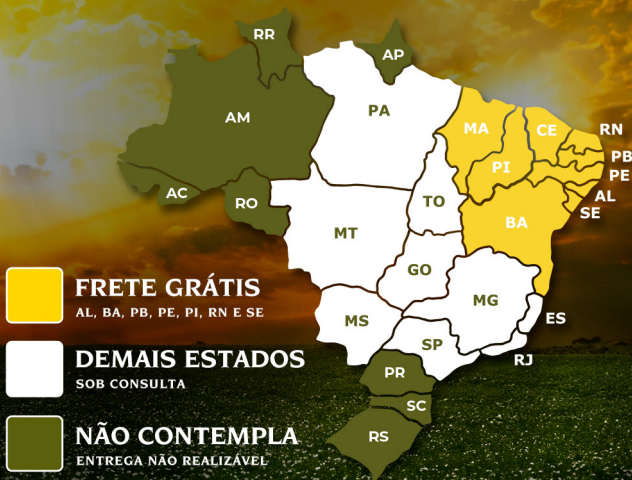 RR
AP
AM
PA
MA
CE
RN
PB
PE
PI
AL
SE
AC
RO
TO
BA
MT
GO
MG
ES
MS
SP
RJ
PR
SC
RS
FRETE GRÁTIS
AL, BA, PB, PE, PI, RN E SE
DEMAIS ESTADOS
SOB CONSULTA
NÃO CONTEMPLA
ENTREGA NÃO REALIZÁVEL